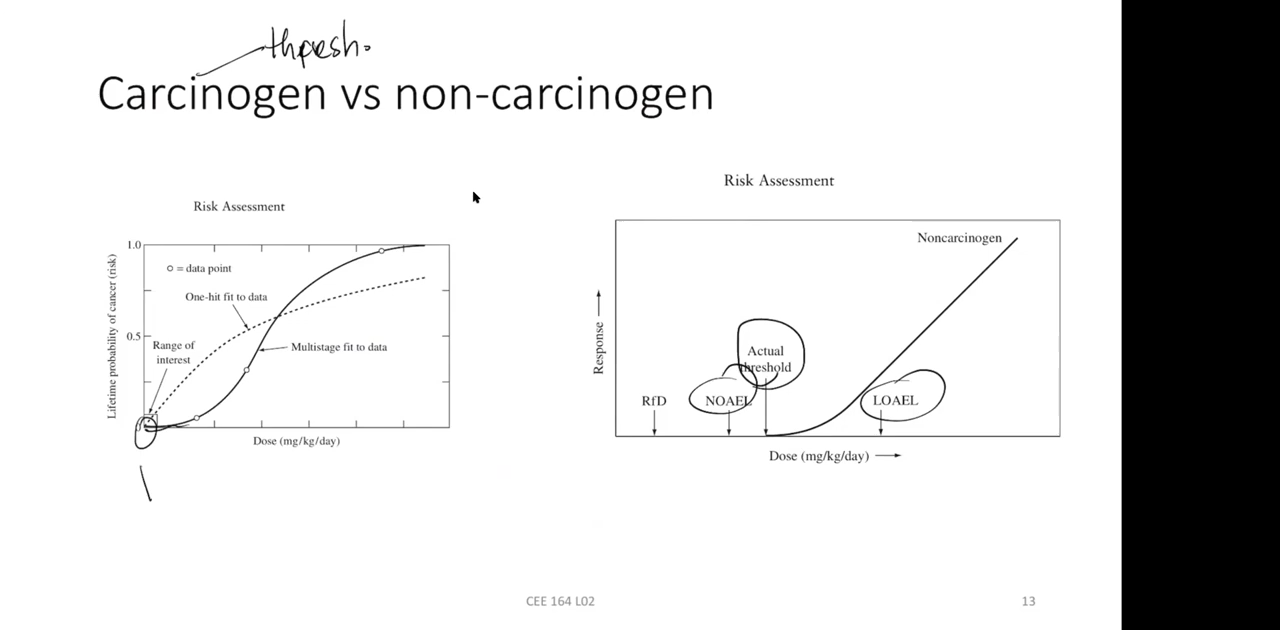 thresh.
Carcinogen vs non-carcinogen
Risk Assessment
Lifetime probability of cancer (risk)
1.0
0.5
o = data point
One-hit fit to data
Range of
interest
Multistage fit to data
Dose (mg/kg/day)
Risk Assessment
Response
Noncarcinogen
Actual
threshold
RfD
NOAEL
LOAEL
Dose (mg/kg/day)
CEE 164 L02
13